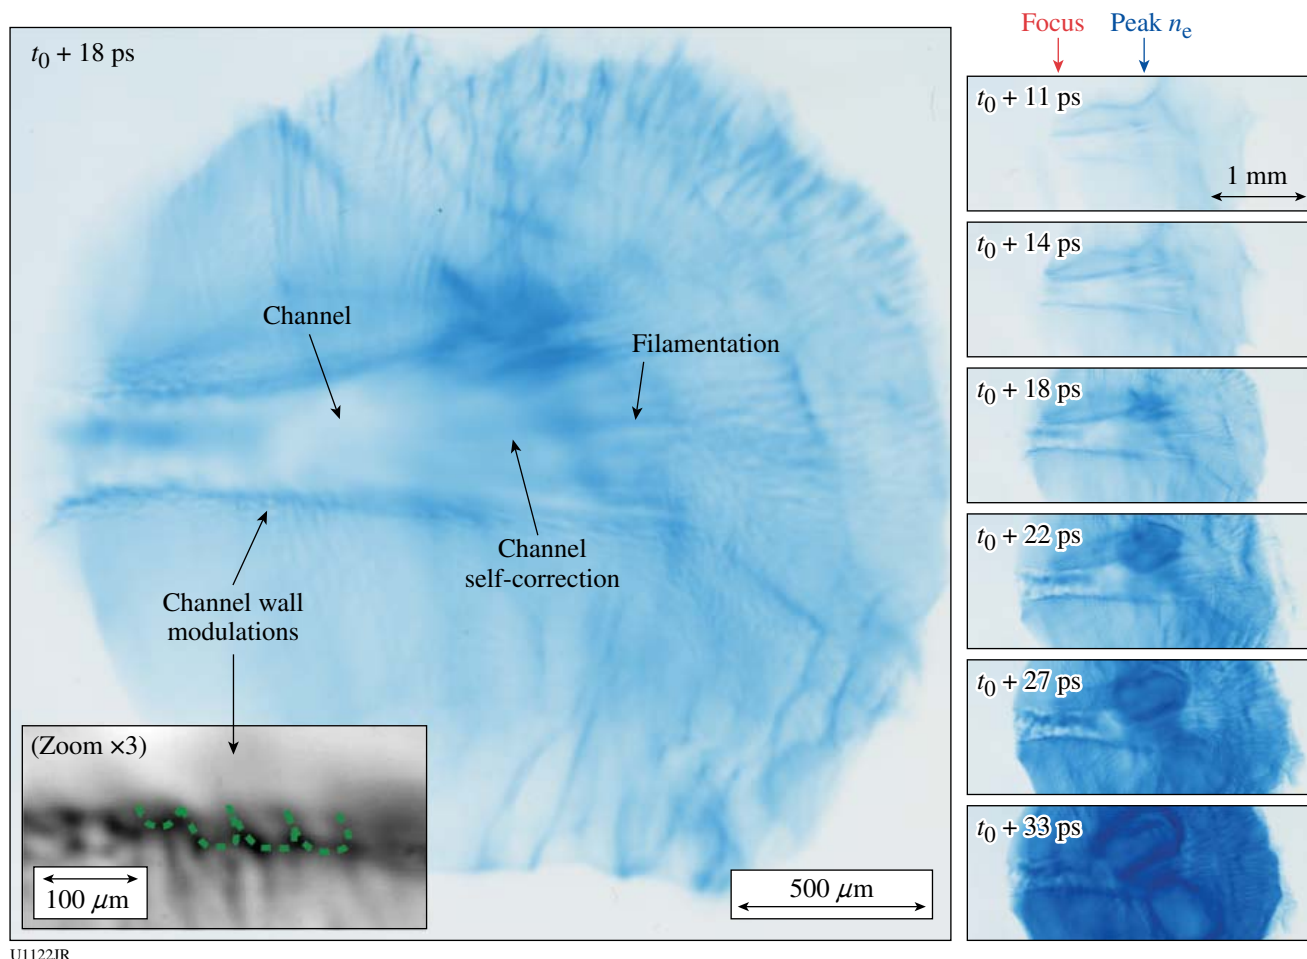 t0 + 18 ps
Channel
Filamentation
Channel
self-correction
Channel wall
modulations
(Zoom ×3)
100 μm
500 μm
U1122JR
Focus
Peak ne
t0 + 11 ps
1 mm
t0 + 14 ps
t0 + 18 ps
t0 + 22 ps
t0 + 27 ps
t0 + 33 ps